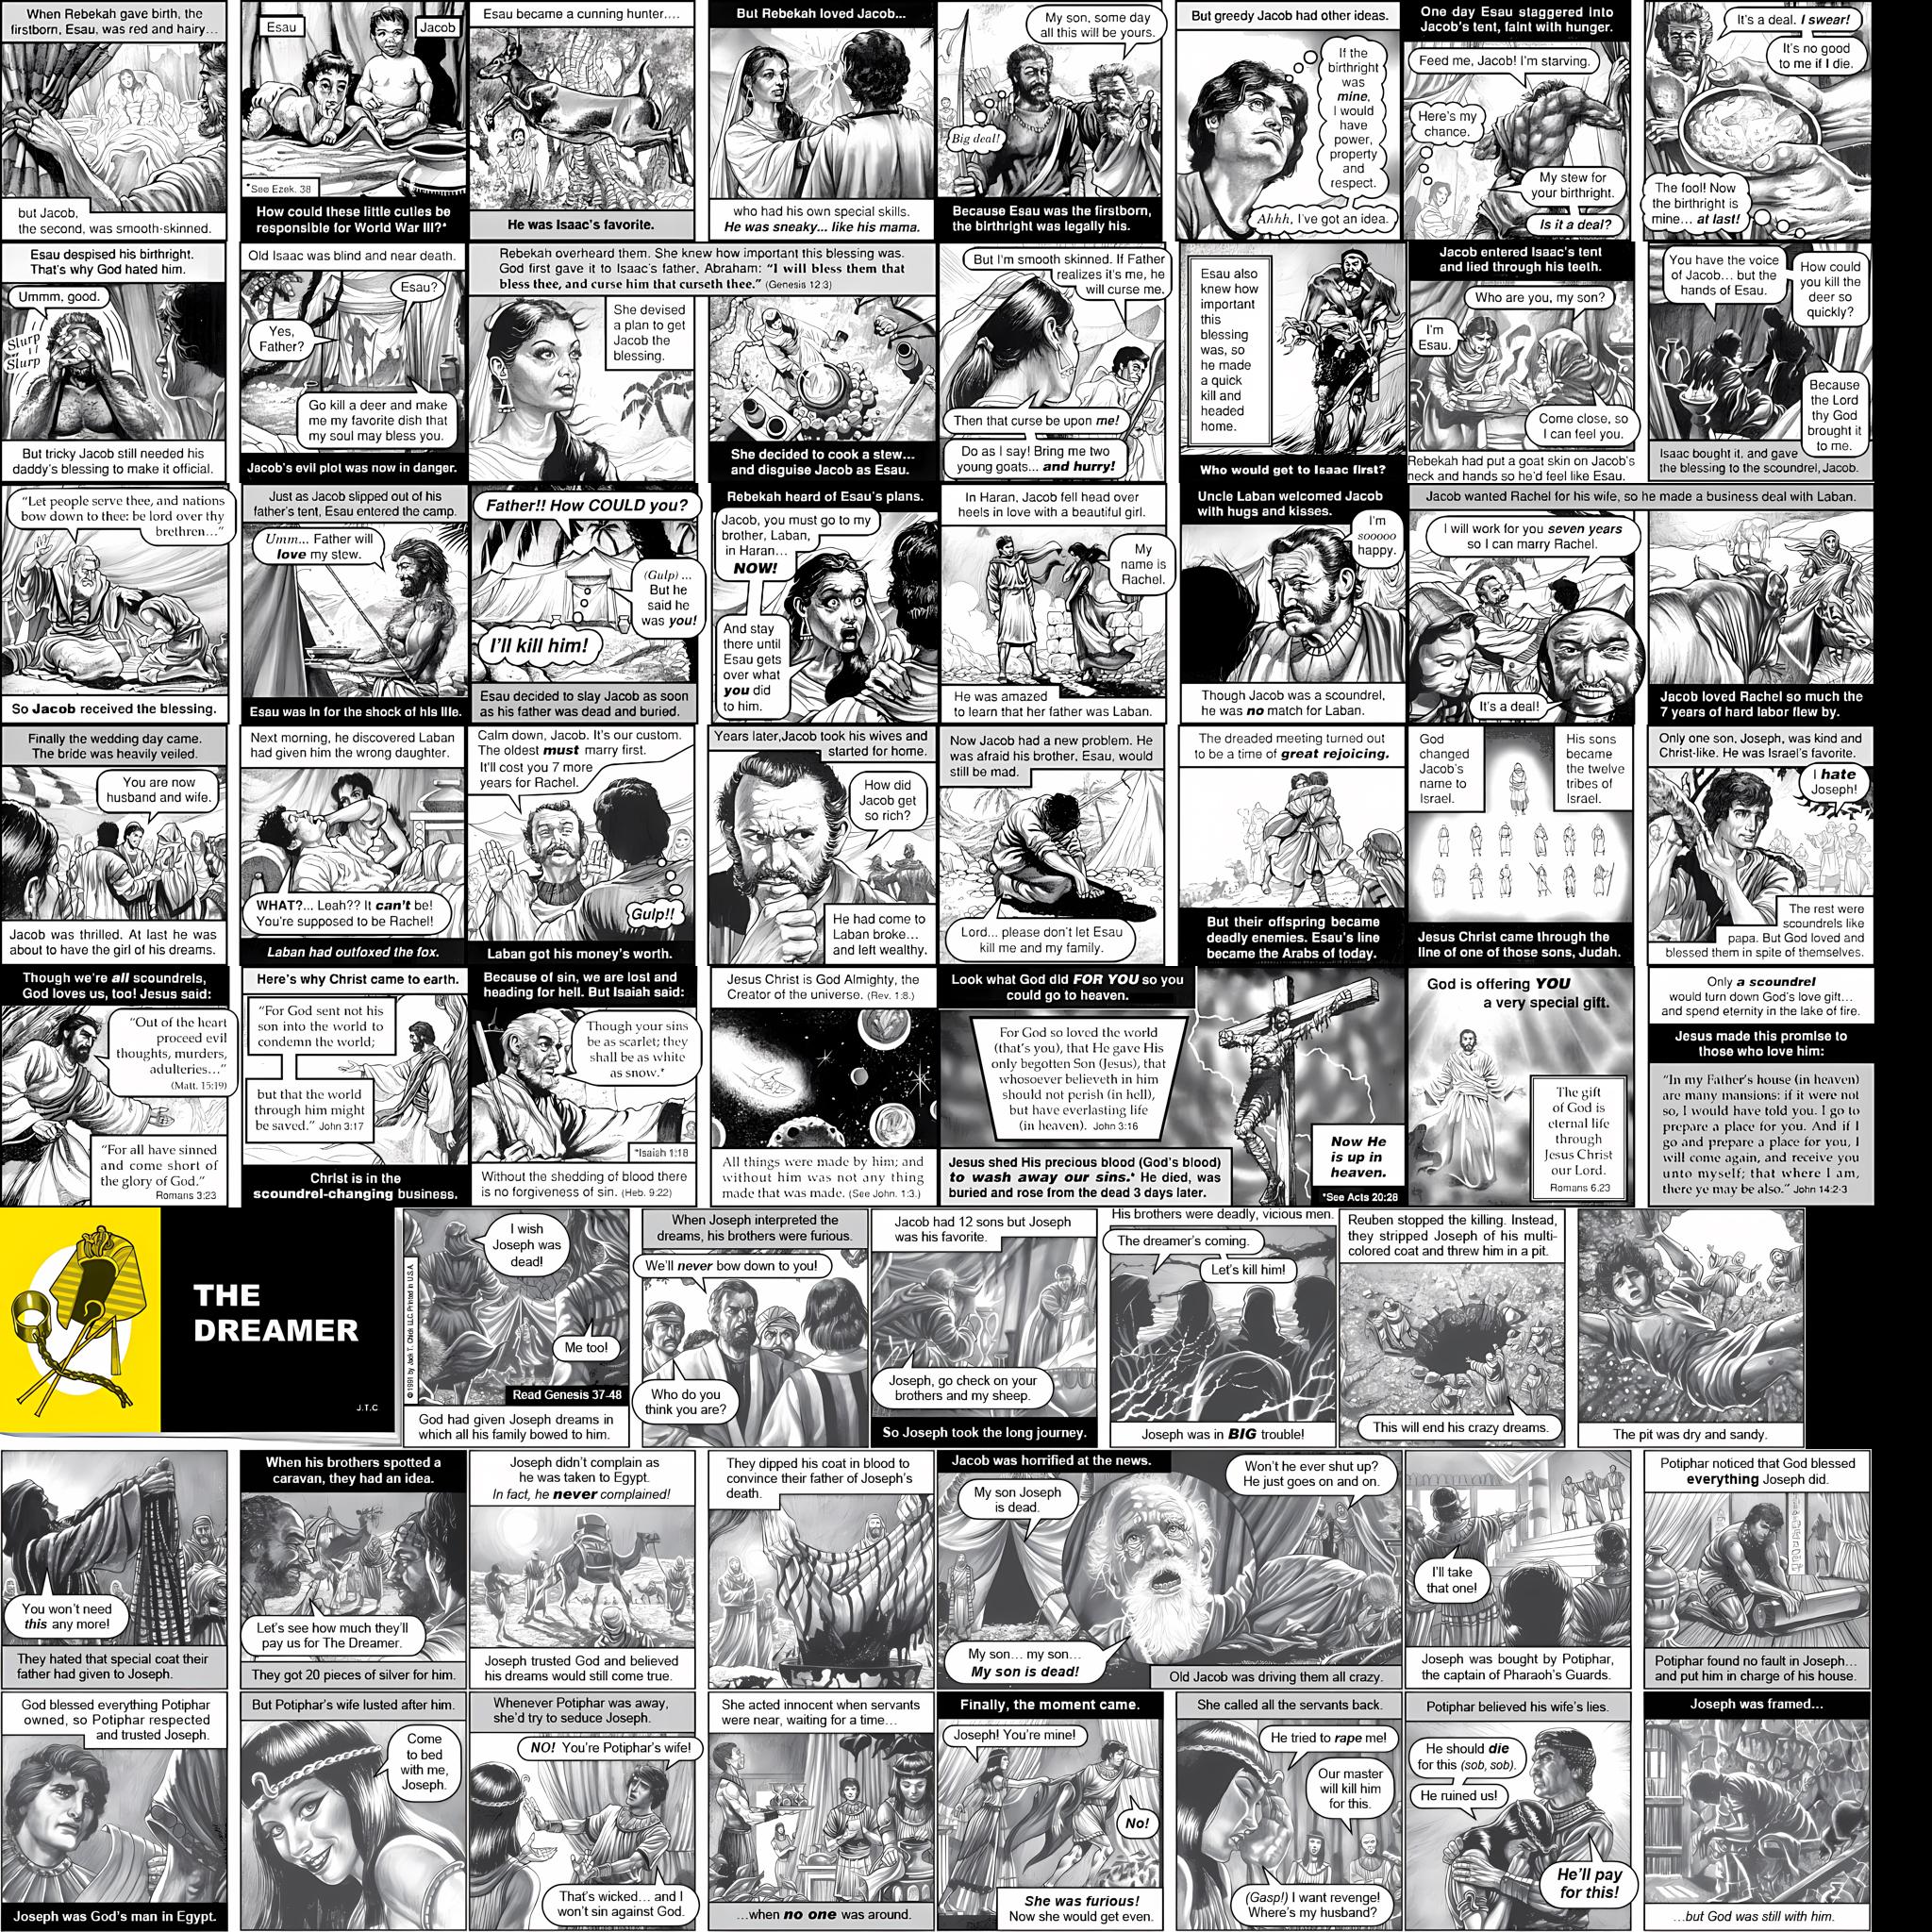 When Rebekah gave birth, the
firstborn, Esau, was red and hairy...
but Jacob,
the second, was smooth-skinned.
Esau
Jacob
*See Ezek. 38
How could these little cuties be
responsible for World War III?*
Esau became a cunning hunter....
He was Isaac's favorite.
But Rebekah loved Jacob...
who had his own special skills.
He was sneaky... like his mama.
My son, some day
all this will be yours.
Big deal!
Because Esau was the firstborn,
the birthright was legally his.
But greedy Jacob had other ideas.
If the
birthright
was
mine,
I would
have
power,
property
and
respect.
Ahhh, I've got an idea.
One day Esau staggered into
Jacob's tent, faint with hunger.
Feed me, Jacob! I'm starving.
Here's my
chance.
My stew for
your birthright.
Is it a deal?
It's a deal. I swear!
It's no good
to me if I die.
The fool! Now
the birthright is
mine... at last!
Esau despised his birthright.
That's why God hated him.
Ummm, good.
Slurp
Slurp
But tricky Jacob still needed his
daddy's blessing to make it official.
Old Isaac was blind and near death.
Esau?
Yes,
Father?
Go kill a deer and make
me my favorite dish that
my soul may bless you.
Jacob's evil plot was now in danger.
Rebekah overheard them. She knew how important this blessing was.
God first gave it to Isaac's father, Abraham: "I will bless them that
bless thee, and curse him that curseth thee." (Genesis 12:3)
She devised
a plan to get
Jacob the
blessing.
She decided to cook a stew...
and disguise Jacob as Esau.
But I'm smooth skinned. If Father
realizes it's me, he
will curse me.
Then that curse be upon me!
Do as I say! Bring me two
young goats... and hurry!
Esau also
knew how
important
this
blessing
was, so
he made
a quick
kill and
headed
home.
Who would get to Isaac first?
Jacob entered Isaac's tent
and lied through his teeth.
Who are you, my son?
I'm
Esau.
Come close, so
I can feel you.
Rebekah had put a goat skin on Jacob's
neck and hands so he'd feel like Esau.
You have the voice
of Jacob... but the
hands of Esau.
How could
you kill the
deer so
quickly?
Because
the Lord
thy God
brought it
to me.
Isaac bought it, and gave
the blessing to the scoundrel, Jacob.
"Let people serve thee, and nations
bow down to thee: be lord over thy
brethren..."
So Jacob received the blessing.
Just as Jacob slipped out of his
father's tent, Esau entered the camp.
Umm... Father will
love my stew.
Esau was in for the shock of his life.
Father!! How COULD you?
(Gulp) ...
But he
said he
was you!
I'll kill him!
Esau decided to slay Jacob as soon
as his father was dead and buried.
Rebekah heard of Esau's plans.
Jacob, you must go to my
brother, Laban,
in Haran...
NOW!
And stay
there until
Esau gets
over what
you did
to him.
In Haran, Jacob fell head over
heels in love with a beautiful girl.
My
name is
Rachel.
He was amazed
to learn that her father was Laban.
Uncle Laban welcomed Jacob
with hugs and kisses.
I'm
sooooo
happy.
Though Jacob was a scoundrel,
he was no match for Laban.
Jacob wanted Rachel for his wife, so he made a business deal with Laban.
I will work for you seven years
so I can marry Rachel.
It's a deal!
Jacob loved Rachel so much the
7 years of hard labor flew by.
Finally the wedding day came.
The bride was heavily veiled.
You are now
husband and wife.
Jacob was thrilled. At last he was
about to have the girl of his dreams.
Next morning, he discovered Laban
had given him the wrong daughter.
WHAT?... Leah?? It can't be!
You're supposed to be Rachel!
Laban had outfoxed the fox.
Calm down, Jacob. It's our custom.
The oldest must marry first.
It'll cost you 7 more
years for Rachel.
Gulp!!
Laban got his money's worth.
Years later, Jacob took his wives and
started for home.
How did
Jacob get
so rich?
He had come to
Laban broke...
and left wealthy.
Now Jacob had a new problem. He
was afraid his brother, Esau, would
still be mad.
Lord... please don't let Esau
kill me and my family.
The dreaded meeting turned out
to be a time of great rejoicing.
But their offspring became
deadly enemies. Esau's line
became the Arabs of today.
God
changed
Jacob's
name to
Israel.
His sons
became
the twelve
tribes of
Israel.
Jesus Christ came through the
line of one of those sons, Judah.
Only one son, Joseph, was kind and
Christ-like. He was Israel's favorite.
I hate
Joseph!
The rest were
scoundrels like
papa. But God loved and
blessed them in spite of themselves.
Though we're all scoundrels,
God loves us, too! Jesus said:
"Out of the heart
proceed evil
thoughts, murders,
adulteries..."
(Matt. 15:19)
"For all have sinned
and come short of
the glory of God."
Romans 3:23
Here's why Christ came to earth.
"For God sent not his
son into the world to
condemn the world;
but that the world
through him might
be saved." John 3:17
Christ is in the
scoundrel-changing business.
Because of sin, we are lost and
heading for hell. But Isaiah said:
Though your sins
be as scarlet; they
shall be as white
as snow.*
*Isaiah 1:18
Without the shedding of blood there
is no forgiveness of sin. (Heb. 9:22)
Jesus Christ is God Almighty, the
Creator of the universe. (Rev. 1:8.)
All things were made by him; and
without him was not any thing
made that was made. (See John. 1:3.)
Look what God did FOR YOU so you
could go to heaven.
For God so loved the world
(that's you), that He gave His
only begotten Son (Jesus), that
whosoever believeth in him
should not perish (in hell),
but have everlasting life
(in heaven). John 3:16
Jesus shed His precious blood (God's blood)
to wash away our sins.* He died, was
buried and rose from the dead 3 days later.
Now He
is up in
heaven.
*See Acts 20:28
God is offering YOU
a very special gift.
The gift
of God is
eternal life
through
Jesus Christ
our Lord.
Romans 6:23
Only a scoundrel
would turn down God's love gift...
and spend eternity in the lake of fire.
Jesus made this promise to
those who love him:
"In my Father's house (in heaven)
are many mansions: if it were not
so, I would have told you. I go to
prepare a place for you. And if I
go and prepare a place for you, I
will come again, and receive you
unto myself; that where I am,
there ye may be also." John 14:2-3
THE
DREAMER
J.T.C
©1991 by Jack T. Chick LLC. Printed in U.S.A.
I wish
Joseph was
dead!
Me too!
Read Genesis 37-48
God had given Joseph dreams in
which all his family bowed to him.
When Joseph interpreted the
dreams, his brothers were furious.
We'll never bow down to you!
Who do you
think you are?
Jacob had 12 sons but Joseph
was his favorite.
Joseph, go check on your
brothers and my sheep.
So Joseph took the long journey.
His brothers were deadly, vicious men.
The dreamer's coming.
Let's kill him!
Joseph was in BIG trouble!
Reuben stopped the killing. Instead,
they stripped Joseph of his multi-
colored coat and threw him in a pit.
This will end his crazy dreams.
The pit was dry and sandy.
You won't need
this any more!
They hated that special coat their
father had given to Joseph.
When his brothers spotted a
caravan, they had an idea.
Let's see how much they'll
pay us for The Dreamer.
They got 20 pieces of silver for him.
Joseph didn't complain as
he was taken to Egypt.
In fact, he never complained!
Joseph trusted God and believed
his dreams would still come true.
They dipped his coat in blood to
convince their father of Joseph's
death.
Jacob was horrified at the news.
My son Joseph
is dead.
Won't he ever shut up?
He just goes on and on.
My son... my son...
My son is dead!
Old Jacob was driving them all crazy.
I'll take
that one!
Joseph was bought by Potiphar,
the captain of Pharaoh's Guards.
Potiphar noticed that God blessed
everything Joseph did.
Potiphar found no fault in Joseph...
and put him in charge of his house.
God blessed everything Potiphar
owned, so Potiphar respected
and trusted Joseph.
Joseph was God's man in Egypt.
But Potiphar's wife lusted after him.
Come
to bed
with me,
Joseph.
Whenever Potiphar was away,
she'd try to seduce Joseph.
NO! You're Potiphar's wife!
That's wicked... and I
won't sin against God.
She acted innocent when servants
were near, waiting for a time...
...when no one was around.
Finally, the moment came.
Joseph! You're mine!
No!
She was furious!
Now she would get even.
She called all the servants back.
He tried to rape me!
Our master
will kill him
for this.
(Gasp!) I want revenge!
Where's my husband?
Potiphar believed his wife's lies.
He should die
for this (sob, sob).
He ruined us!
He'll pay
for this!
Joseph was framed...
...but God was still with him.